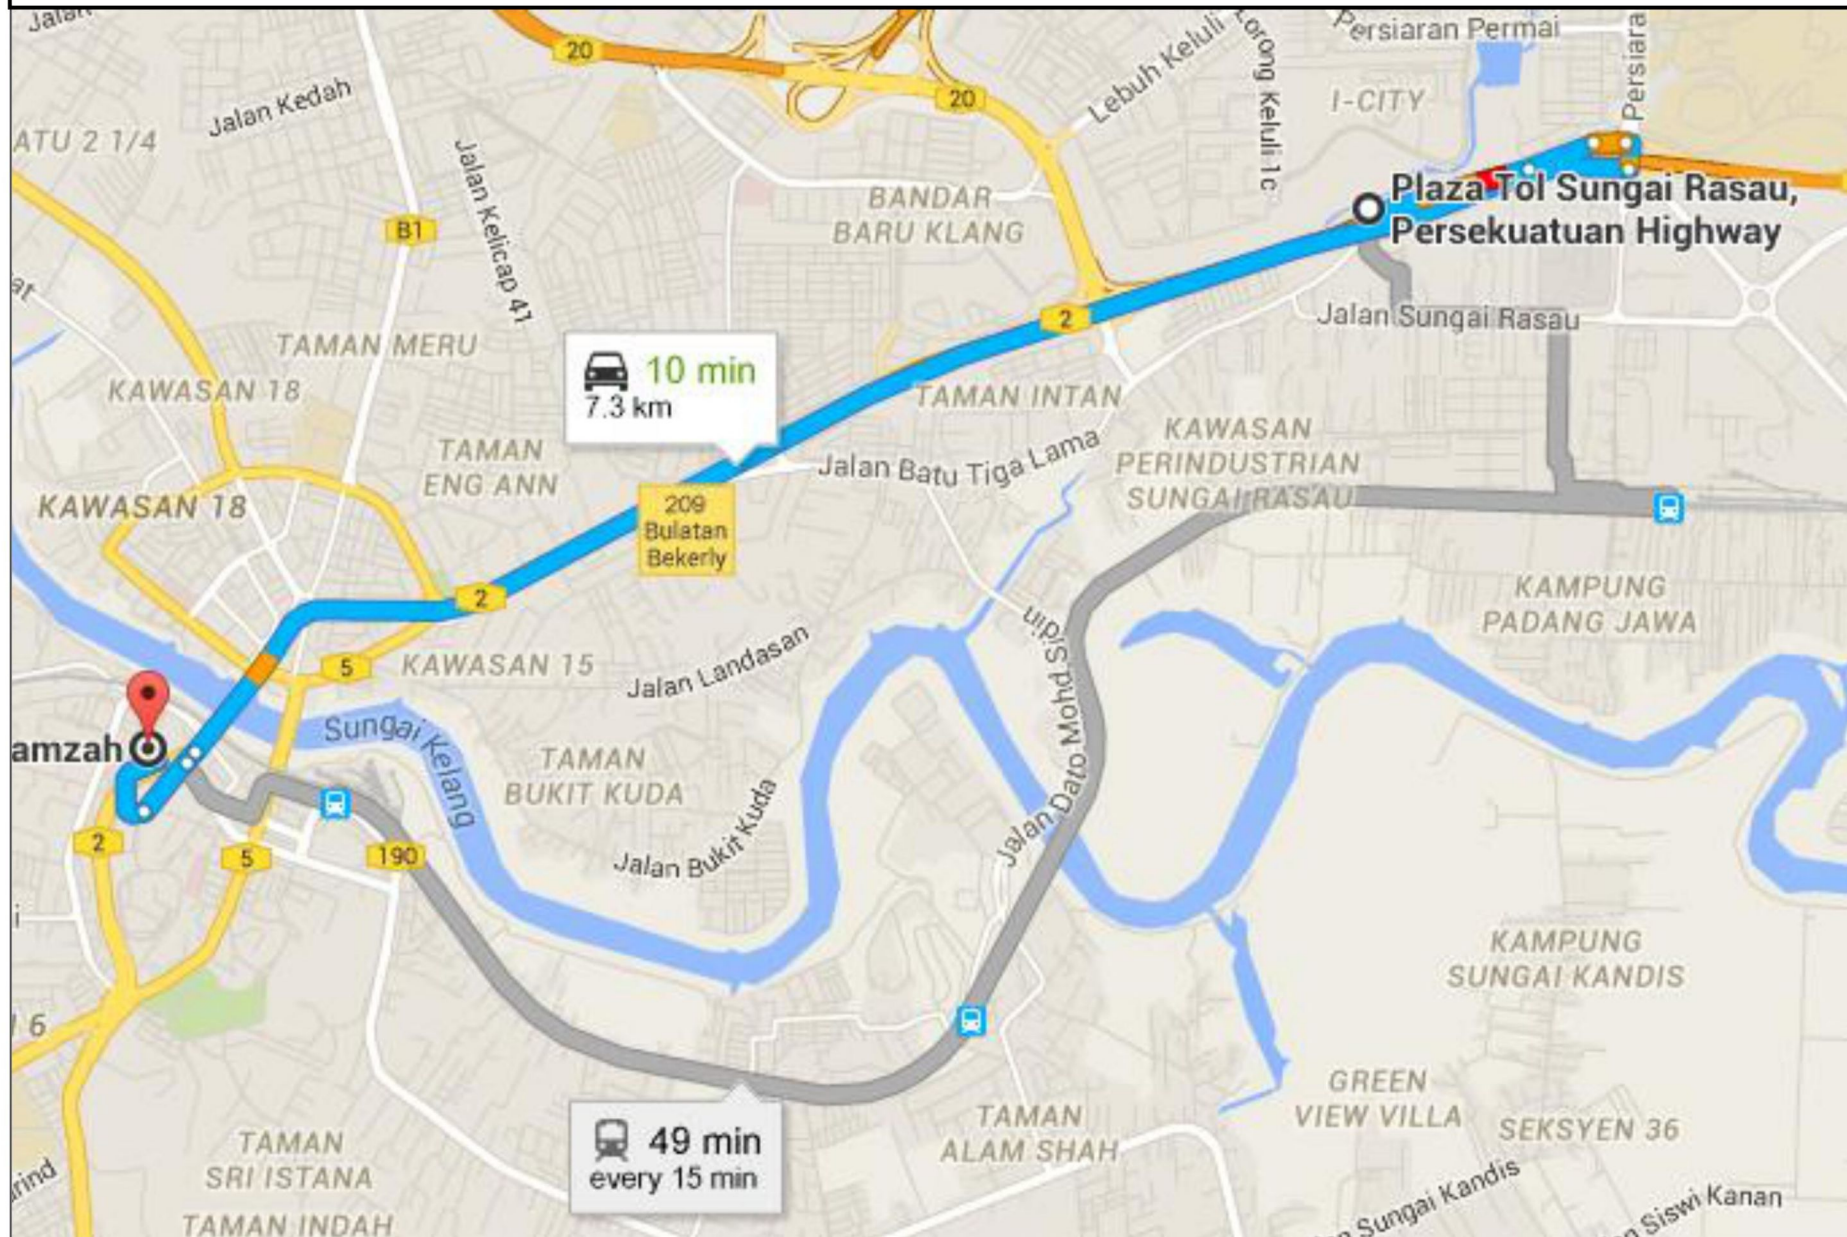 Jalan
20
20
Lebuh Keluli
Lorong Keluli 1c
Persiaran Permai
Persiara
I-CITY
Jalan Kedah
ATU 2 1/4
Jalan Kelicap 41
B1
BANDAR
BARU KLANG
Plaza Tol Sungai Rasau,
Persekuatuan Highway
at
2
Jalan Sungai Rasau
TAMAN MERU
10 min
7.3 km
KAWASAN 18
TAMAN INTAN
TAMAN
ENG ANN
Jalan Batu Tiga Lama
KAWASAN
PERINDUSTRIAN
SUNGAI RASAU
KAWASAN 18
209
Bulatan
Bekerly
2
KAMPUNG
PADANG JAWA
5
KAWASAN 15
Jalan Landasan
Jalan Dato Mohd Sidin
Sungai Kelang
amzah
TAMAN
BUKIT KUDA
Jalan Bukit Kuda
2
5
190
i
KAMPUNG
SUNGAI KANDIS
6
GREEN
VIEW VILLA
SEKSYEN 36
TAMAN
ALAM SHAH
49 min
every 15 min
TAMAN
SRI ISTANA
TAMAN INDAH
rind
n Sungai Kandis
n Siswi Kanan